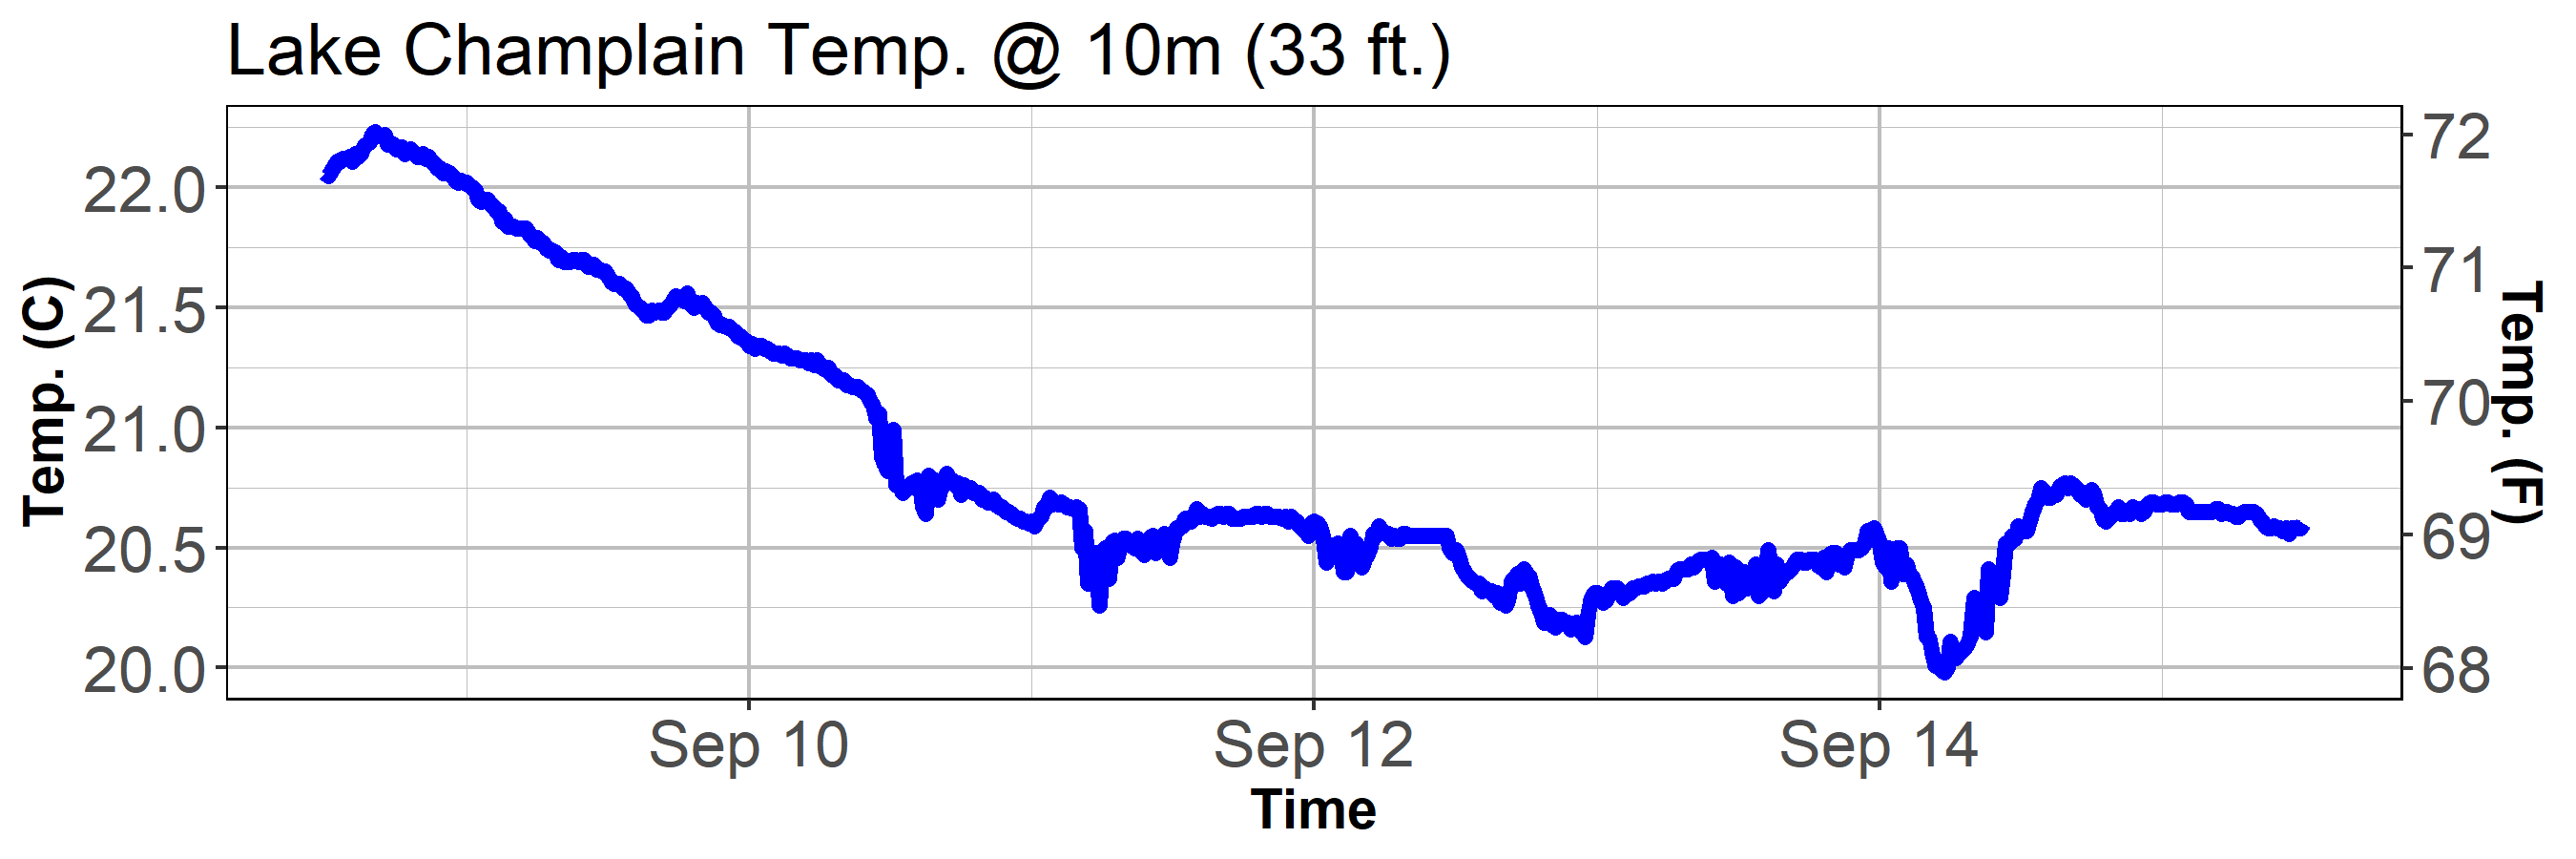 Lake Champlain Temp. @ 10m (33 ft.)
Temp. (C)
22.0
21.5
21.0
20.5
20.0
72
71
70
69
68
Temp. (F)
Sep 10
Sep 12
Sep 14
Time